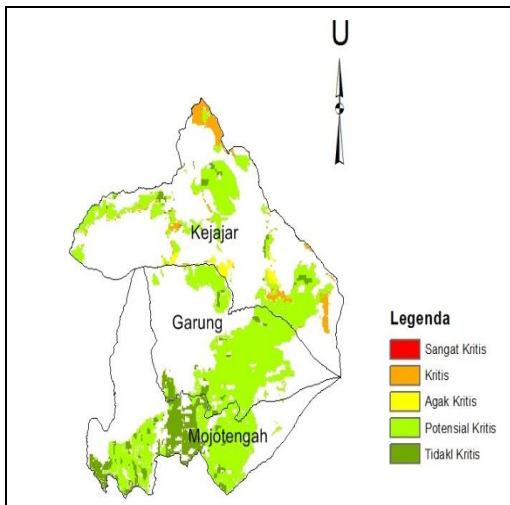 U
Kejajar
Garung
Mojotengah
Legenda
Sangat Kritis
Kritis
Agak Kritis
Potensial Kritis
Tidakl Kritis